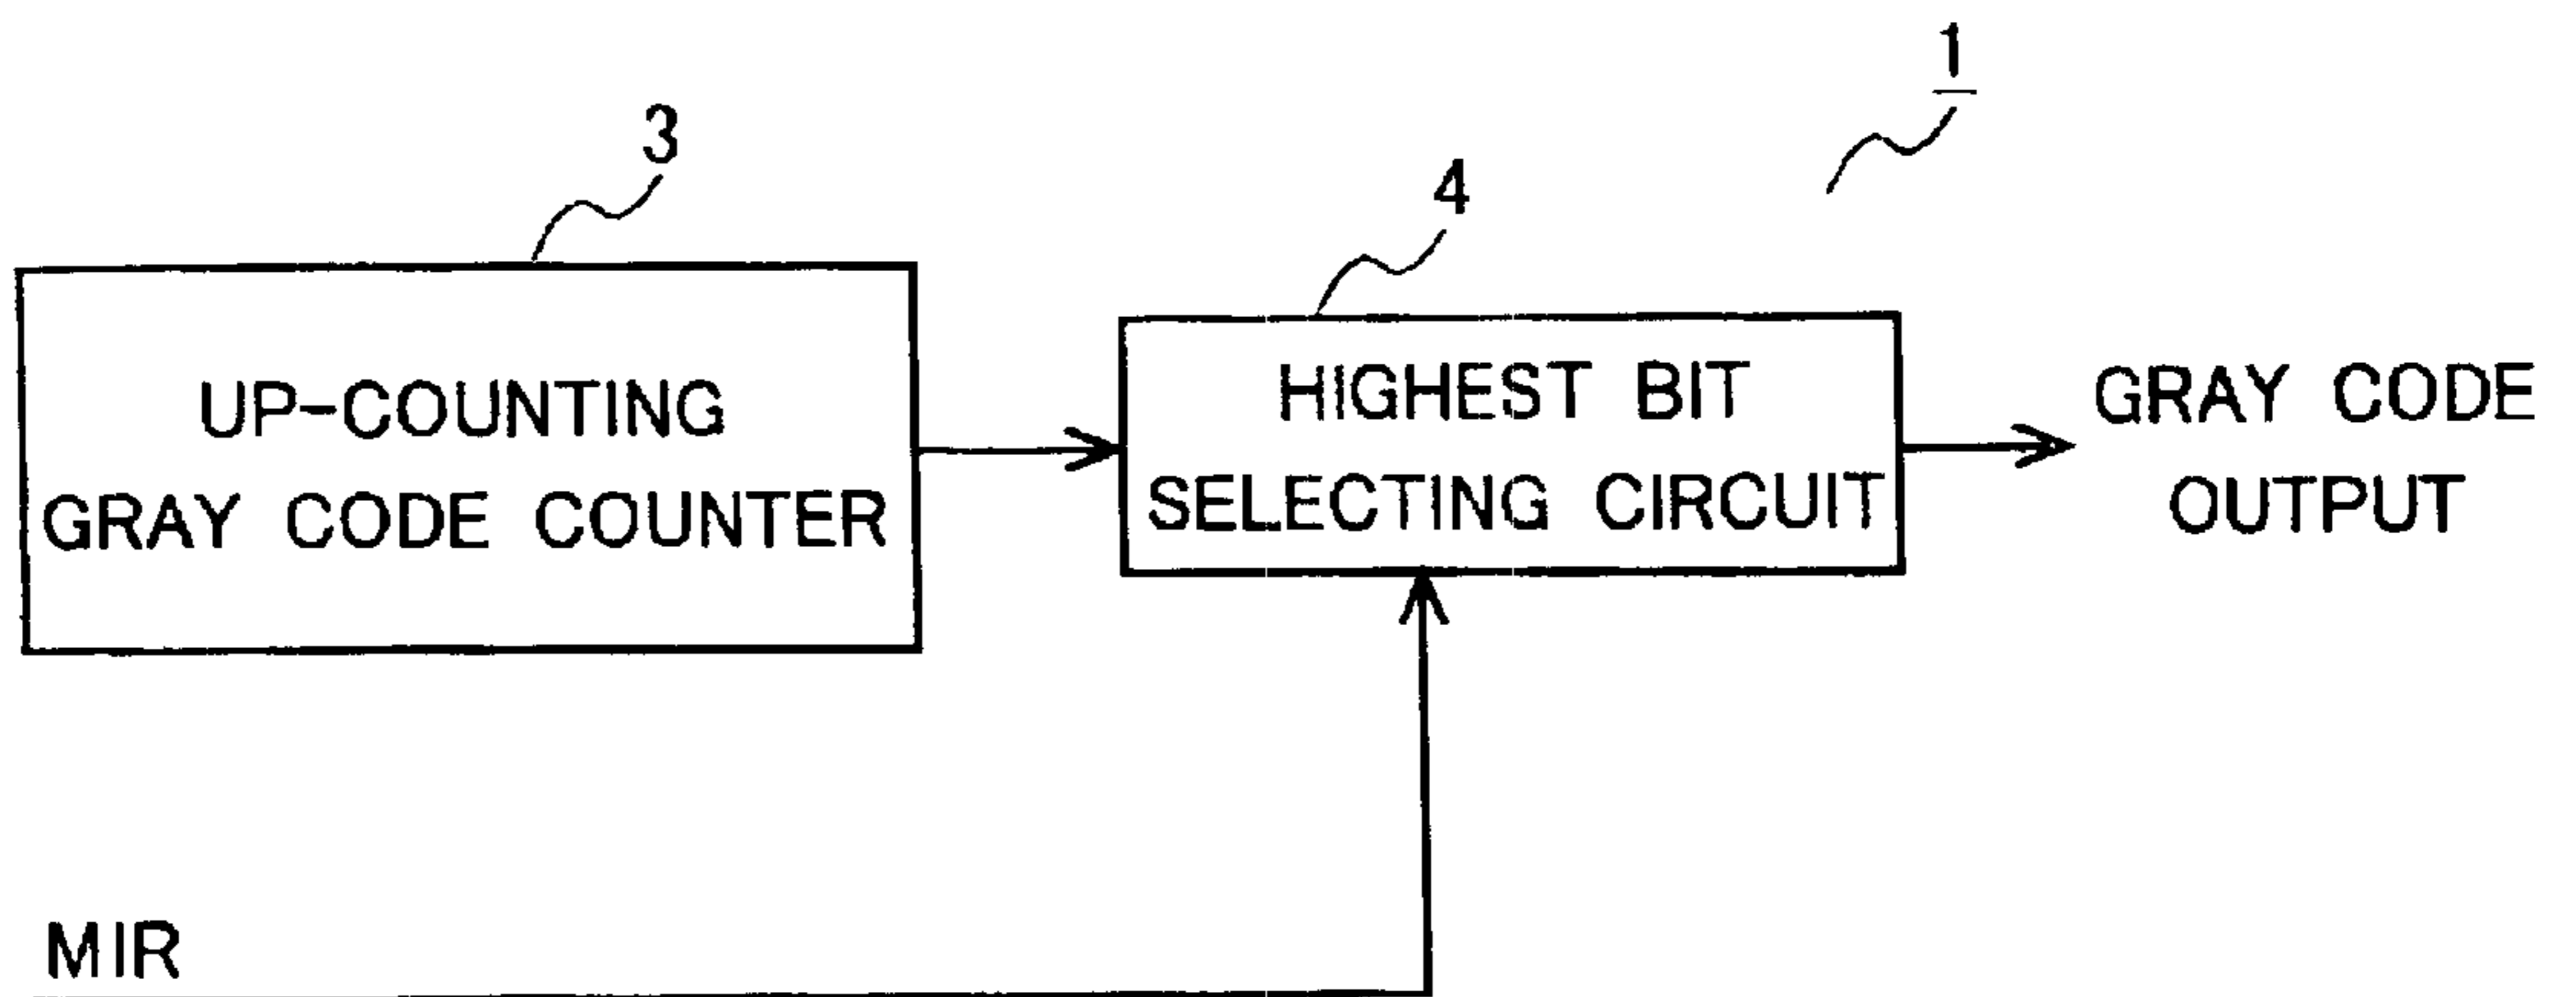 1
3
4
UP-COUNTING
GRAY CODE COUNTER
HIGHEST BIT
SELECTING CIRCUIT
GRAY CODE
OUTPUT
MIR